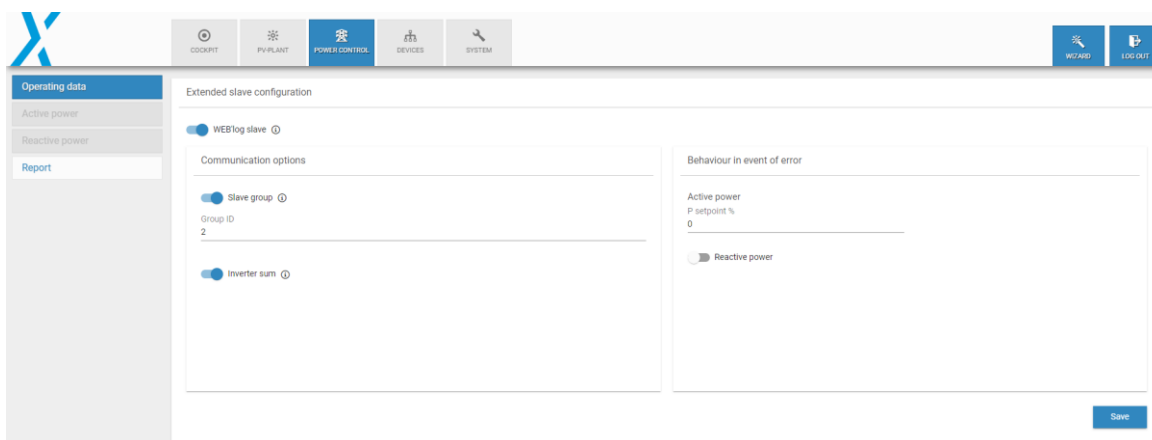 COCKPIT
PV-PLANT
POWER CONTROL
DEVICES
SYSTEM
WIZARD
LOG OUT
Operating data
Active power
Reactive power
Report
Extended slave configuration
WEB'log slave
Communication options
Slave group
Group ID
2
Inverter sum
Behaviour in event of error
Active power
P setpoint %
0
Reactive power
Save